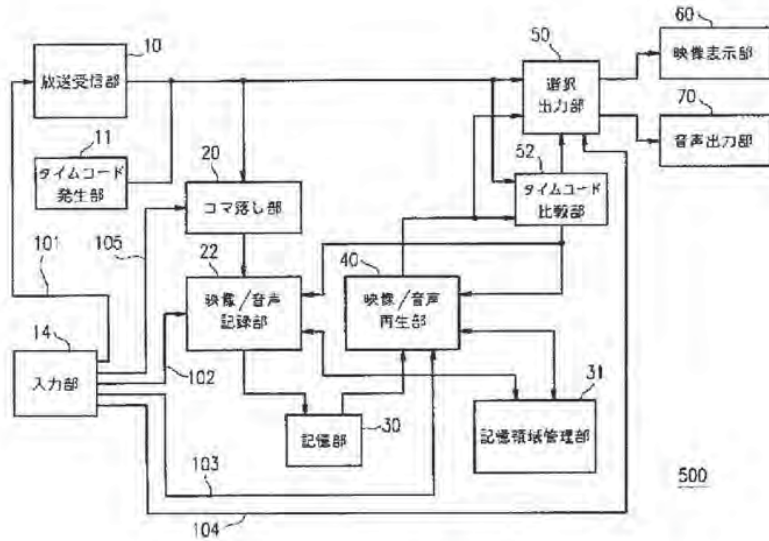 10
放送受信部
11
タイムコード
発生部
20
コマ落し部
22
映像/音声
記録部
40
映像/音声
再生部
50
選択
出力部
52
タイムコード
比較部
60
映像表示部
70
音声出力部
101
105
14
入力部
102
30
記憶部
31
記憶領域管理部
103
104
500